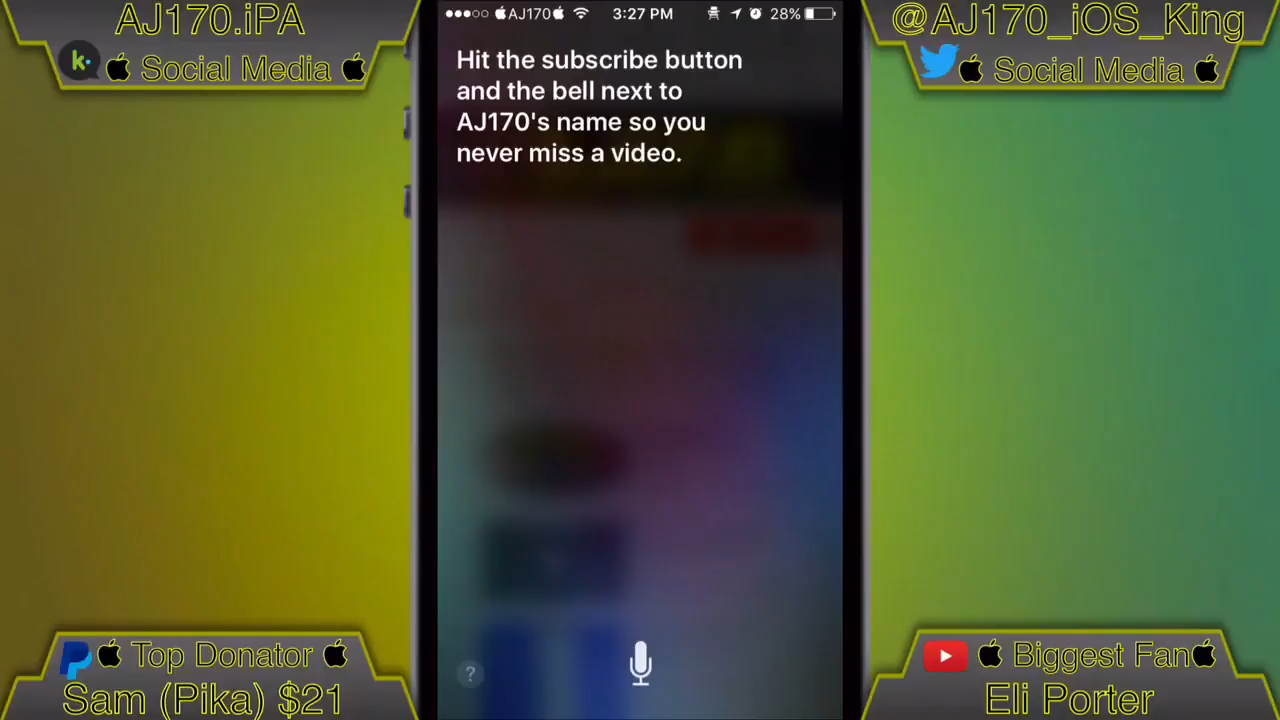 AJ170.iPA
Social Media
AJ170 3:27 PM 28%
@AJ170_iOS_King
Social Media
Hit the subscribe button
and the bell next to
AJ170's name so you
never miss a video.
?
Top Donator
Sam (Pika) $21
Biggest Fan
Eli Porter